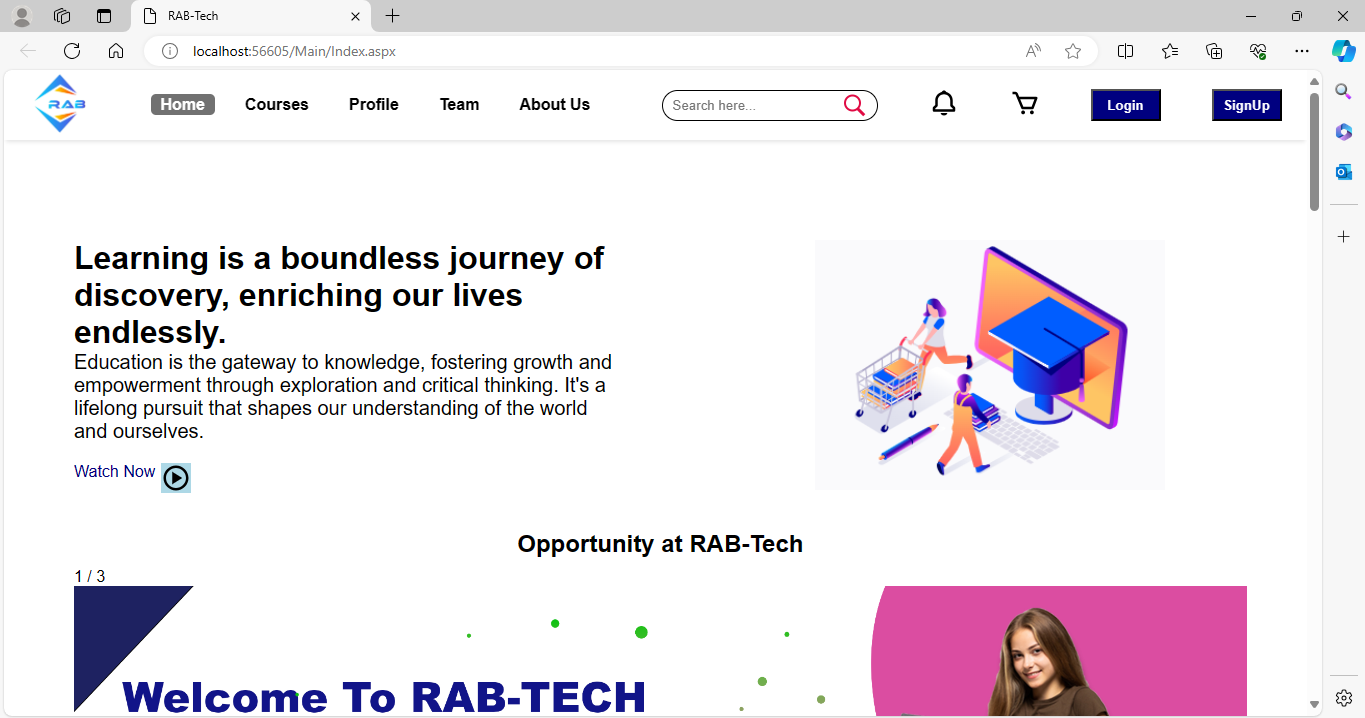 RAB-Tech
localhost:56605/Main/Index.aspx
RAB
Home Courses Profile Team About Us Search here... Login SignUp
Learning is a boundless journey of
discovery, enriching our lives
endlessly.
Education is the gateway to knowledge, fostering growth and
empowerment through exploration and critical thinking. It's a
lifelong pursuit that shapes our understanding of the world
and ourselves.
Watch Now
Opportunity at RAB-Tech
1 / 3
Welcome To RAB-TECH